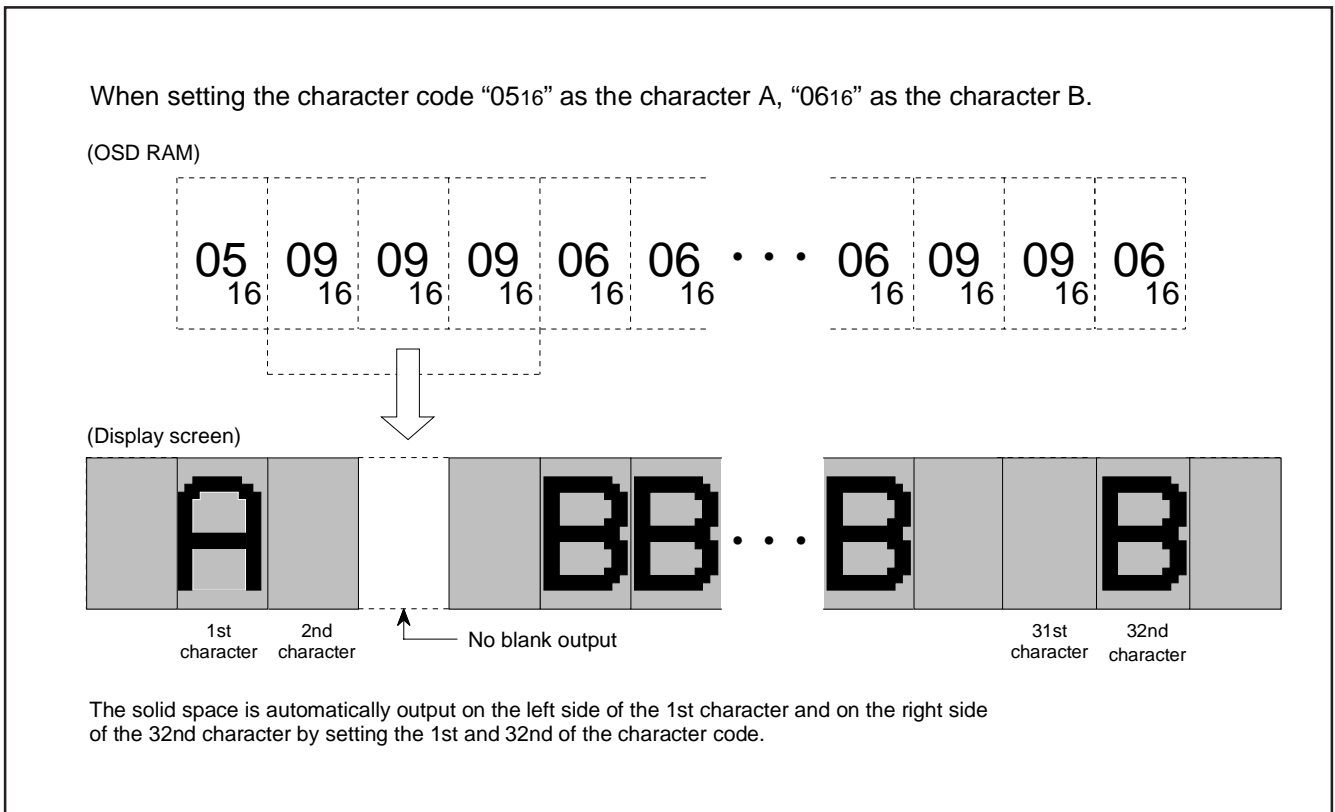 When setting the character code “0516” as the character A, “0616” as the character B.
(OSD RAM)
05 16 09 16 09 16 09 16 06 16 06 16 • • • 06 16 09 16 09 16 06 16
(Display screen)
A BB • • • B B
1st character 2nd character No blank output 31st character 32nd character
The solid space is automatically output on the left side of the 1st character and on the right side
of the 32nd character by setting the 1st and 32nd of the character code.